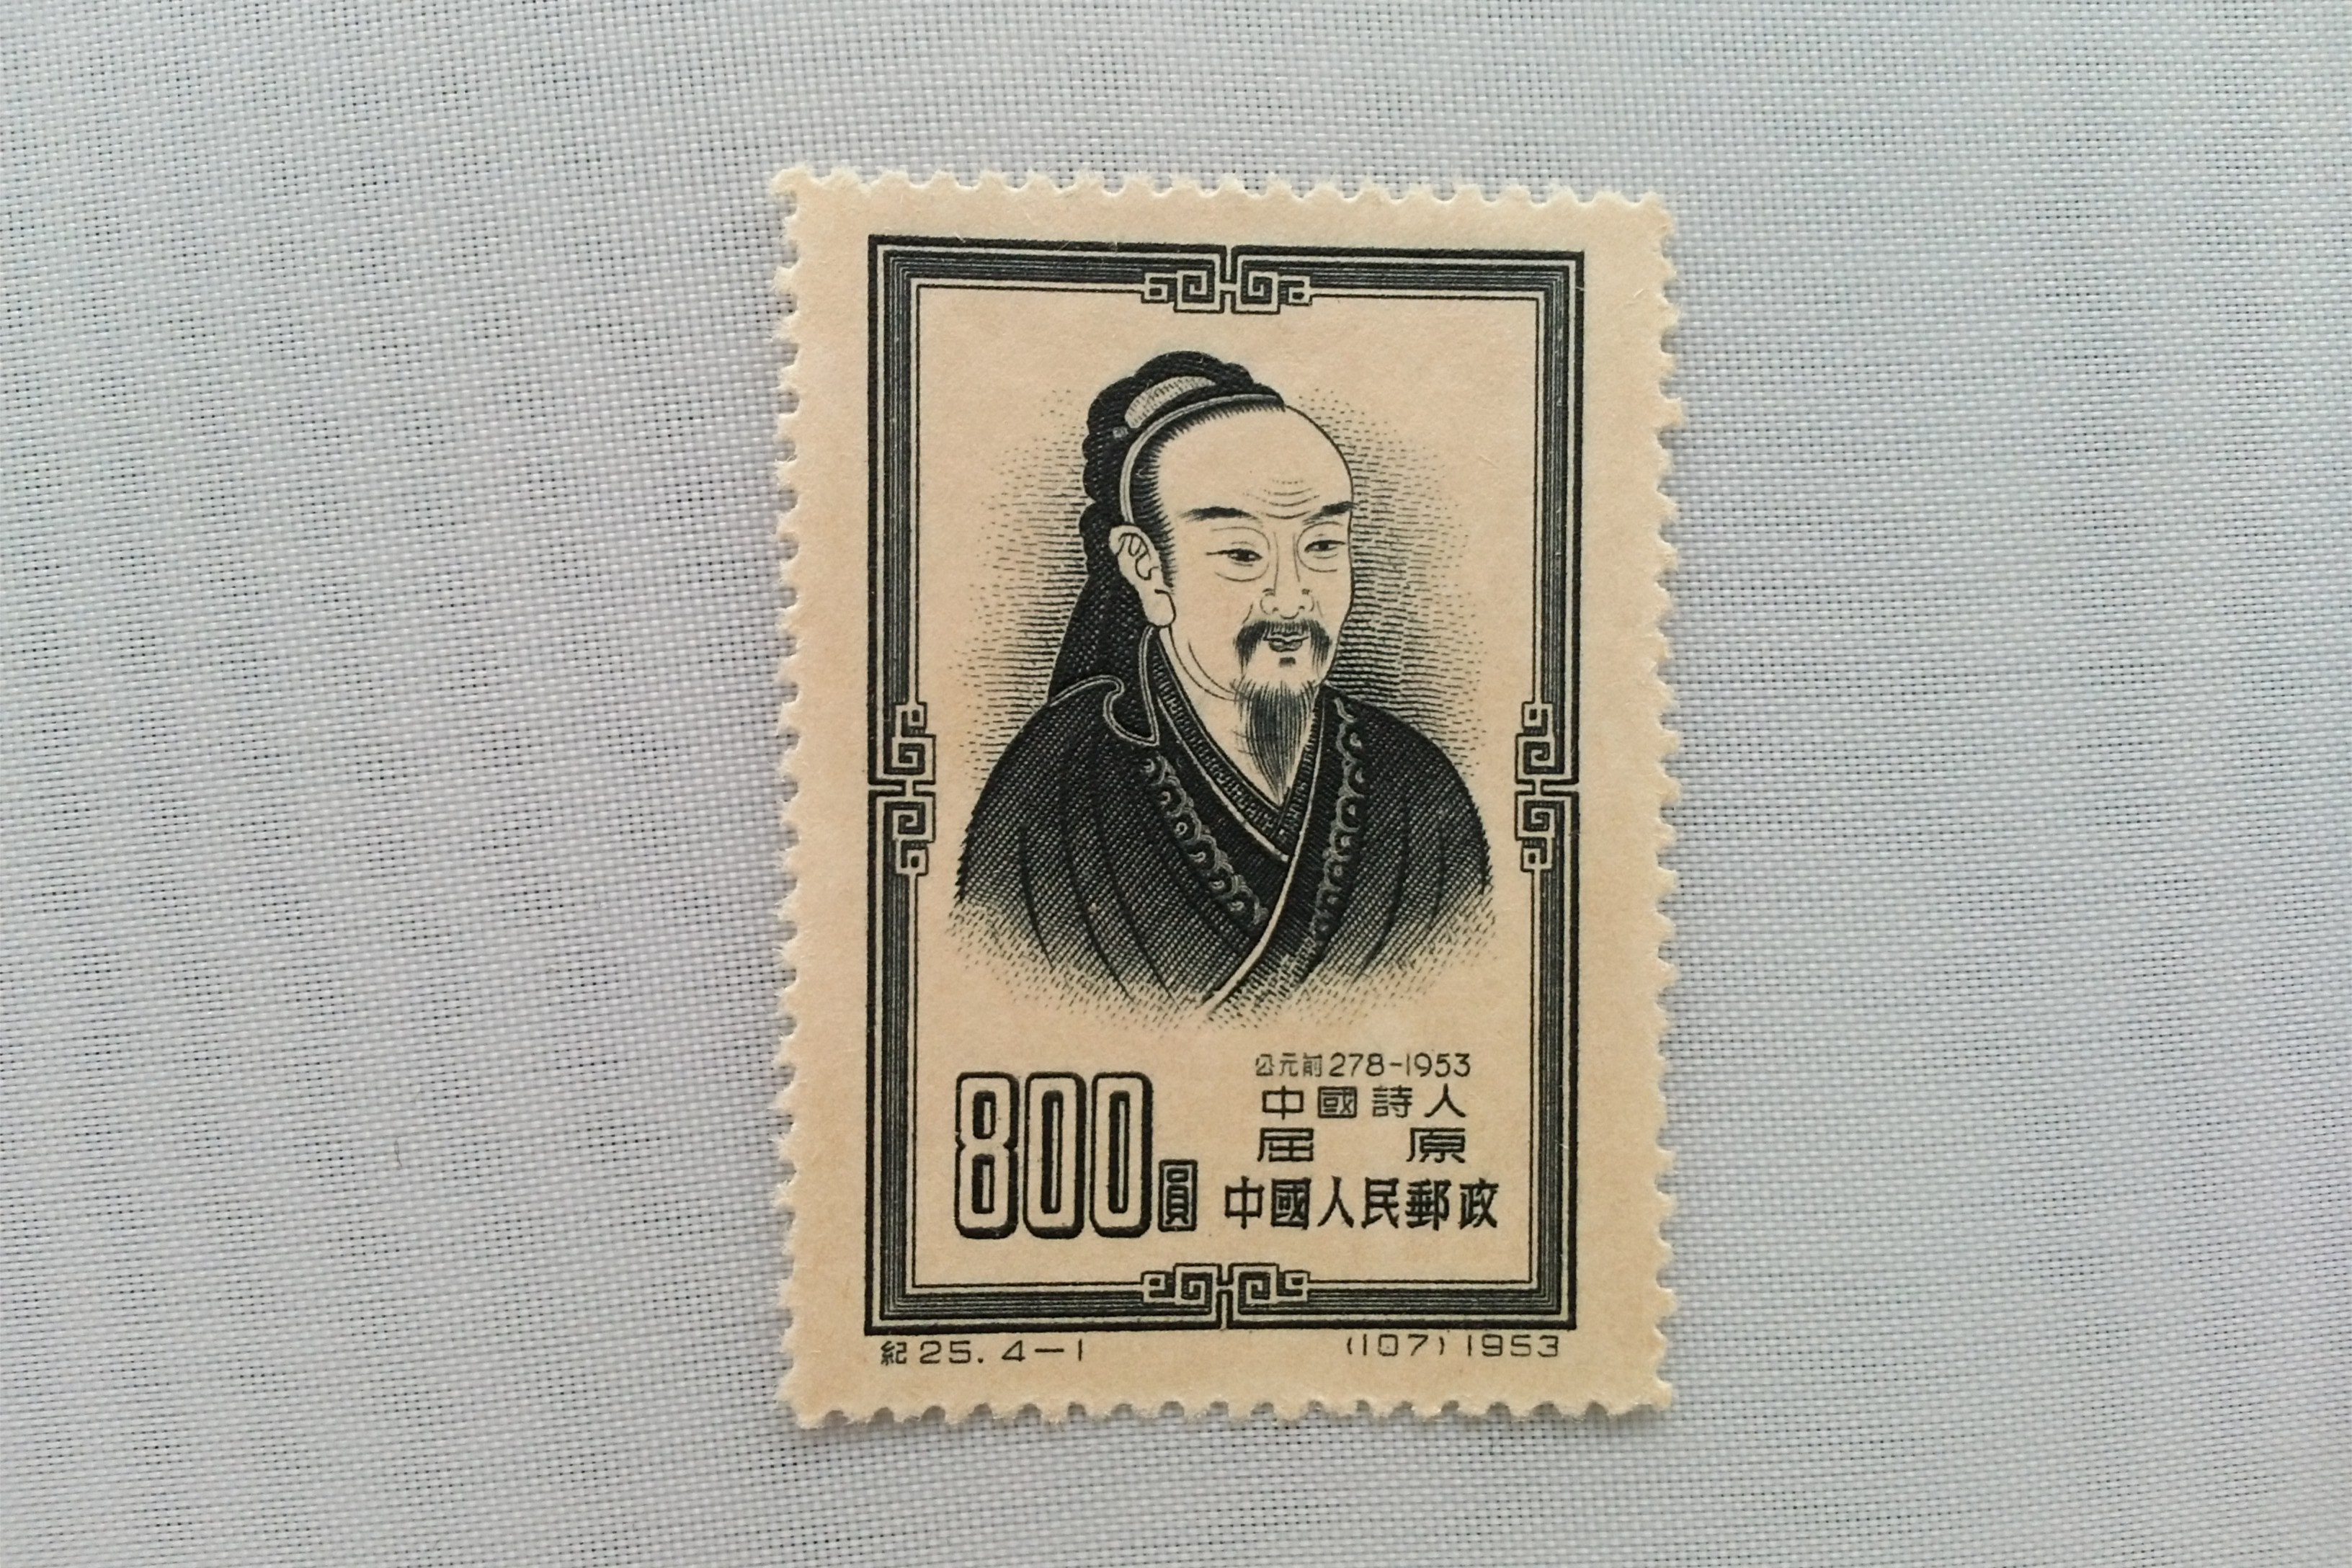 公元前278-1953
中國詩人
屈原
800圓
中國人民郵政
紀25.4-1
(107)1953